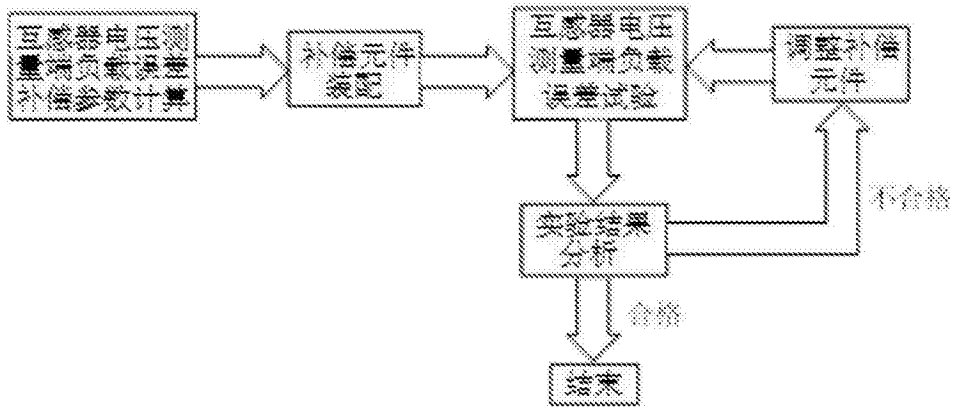 互感器电压测
量端负载误差
补偿参数计算
补偿元件
装配
互感器电压
测量端负载
误差试验
调整补偿
元件
不合格
实验结果
分析
合格
结束